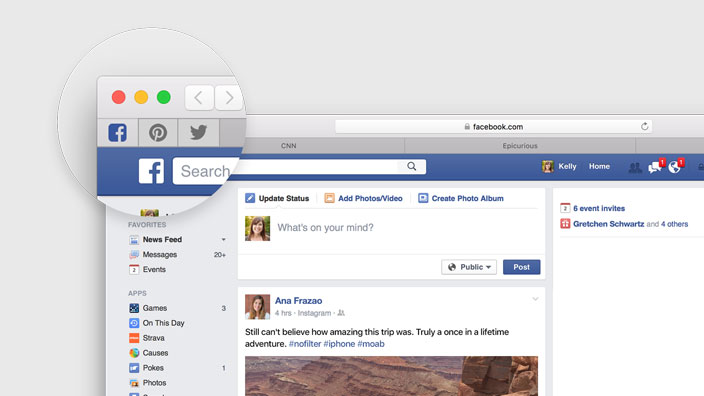 facebook.com
CNN
Epicurious
Search
Kelly
Home
1
1
Update Status
Add Photos/Video
Create Photo Album
What's on your mind?
Public
Post
2
6 event invites
Gretchen Schwartz and 4 others
FAVORITES
News Feed
Messages 20+
2
Events
APPS
Games 3
On This Day
Strava
Causes
Pokes 1
Photos
Ana Frazao
4 hrs · Instagram ·
Still can't believe how amazing this trip was. Truly a once in a lifetime
adventure. #nofilter #iphone #moab